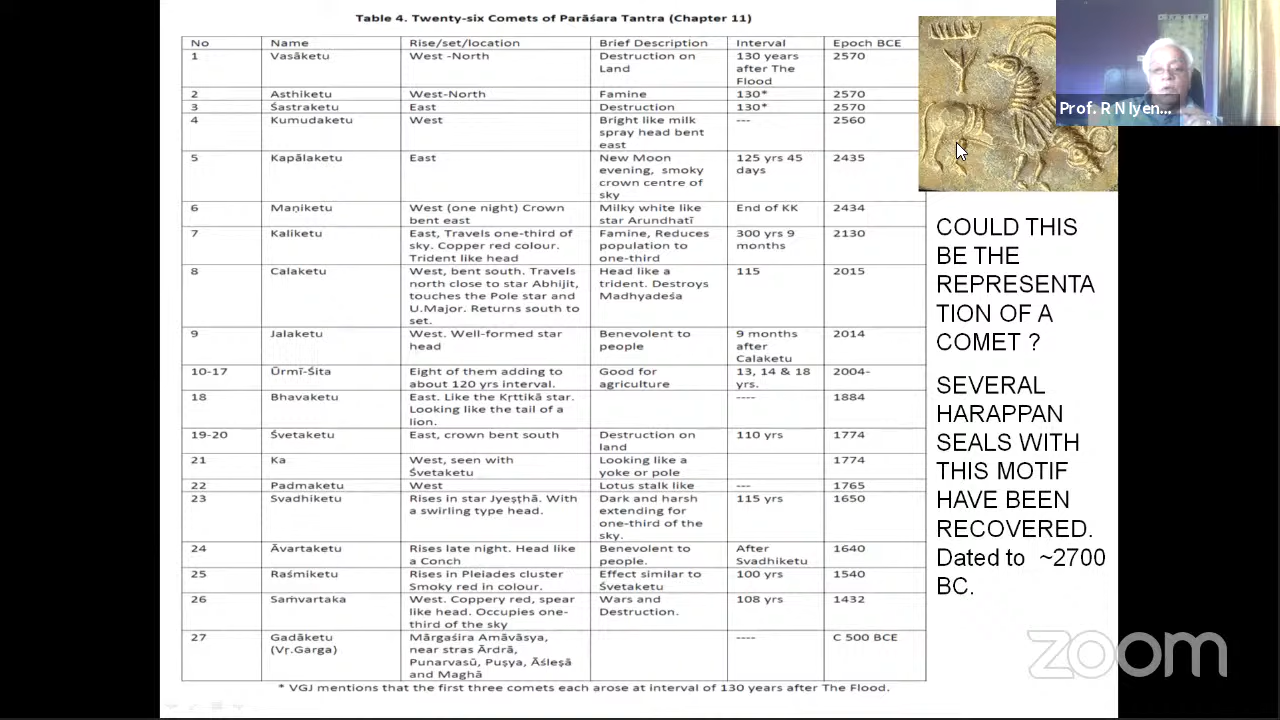 Table 4. Twenty-six Comets of Parāśara Tantra (Chapter 11)
No Name Rise/set/location Brief Description Interval Epoch BCE
1 Vasāketu West -North Destruction on Land 130 years after The Flood 2570
2 Asthiketu West-North Famine 130* 2570
3 Śastraketu East Destruction 130* 2570
4 Kumudaketu West Bright like milk spray head bent east --- 2560
5 Kapālaketu East New Moon evening, smoky crown centre of sky 125 yrs 45 days 2435
6 Maṇiketu West (one night) Crown bent east Milky white like star Arundhatī End of KK 2434
7 Kaliketu East, Travels one-third of sky. Copper red colour. Trident like head Famine, Reduces population to one-third 300 yrs 9 months 2130
8 Calaketu West, bent south. Travels north close to star Abhijit, touches the Pole star and U.Major. Returns south to set. Head like a trident. Destroys Madhyadeśa 115 2015
9 Jalaketu West. Well-formed star head Benevolent to people 9 months after Calaketu 2014
10-17 Ūrmī-Śita Eight of them adding to about 120 yrs interval. Good for agriculture 13, 14 & 18 yrs. 2004-
18 Bhavaketu East. Like the Kṛttikā star. Looking like the tail of a lion. ---- 1884
19-20 Śvetaketu East, crown bent south Destruction on land 110 yrs 1774
21 Ka West, seen with Śvetaketu Looking like a yoke or pole 1774
22 Padmaketu West Lotus stalk like --- 1765
23 Svadhiketu Rises in star Jyeṣṭhā. With a swirling type head. Dark and harsh extending for one-third of the sky. 115 yrs 1650
24 Āvartaketu Rises late night. Head like a Conch Benevolent to people. After Svadhiketu 1640
25 Raśmiketu Rises in Pleiades cluster Smoky red in colour. Effect similar to Śvetaketu 100 yrs 1540
26 Saṁvartaka West. Coppery red, spear like head. Occupies one-third of the sky Wars and Destruction. 108 yrs 1432
27 Gadāketu (Vṛ.Garga) Mārgaśira Amāvāsya, near stras Ārdrā, Punarvasū, Puṣya, Āśleṣā and Maghā ---- C 500 BCE
* VGJ mentions that the first three comets each arose at interval of 130 years after The Flood.
Prof. R N Iyen...
COULD THIS
BE THE
REPRESENTA
TION OF A
COMET ?
SEVERAL
HARAPPAN
SEALS WITH
THIS MOTIF
HAVE BEEN
RECOVERED.
Dated to ~2700
BC.
zoom